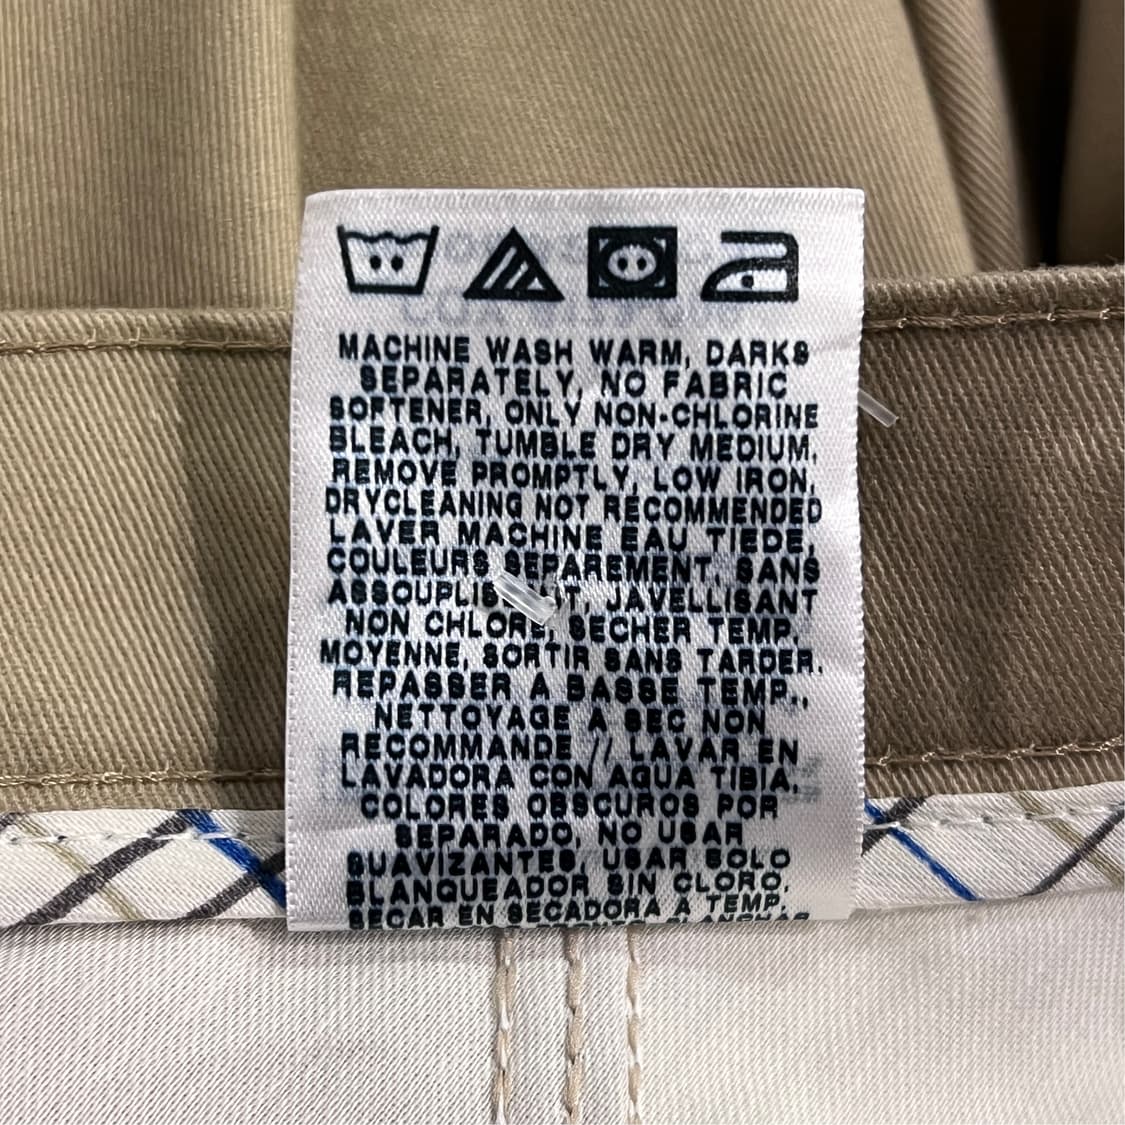 MACHINE WASH WARM, DARKS
SEPARATELY, NO FABRIC
SOFTENER, ONLY NON-CHLORINE
BLEACH, TUMBLE DRY MEDIUM,
REMOVE PROMPTLY, LOW IRON,
DRYCLEANING NOT RECOMMENDED
LAVER MACHINE EAU TIEDE,
COULEURS SEPAREMENT, SANS
JAVELLISANT
NON CHLORE, SECHER TEMP.
MOYENNE, SORTIR SANS TARDER.
REPASSER A BASSE TEMP.,
NETTOYAGE A SEC NON
RECOMMANDE // LAVAR EN
LAVADORA CON AGUA TIBIA,
COLORES OBSCUROS POR
SEPARADO, NO USAR
SUAVIZANTES, USAR SOLO
BLANQUEADOR SIN CLORO,
SECAR EN SECADORA A TEMP.